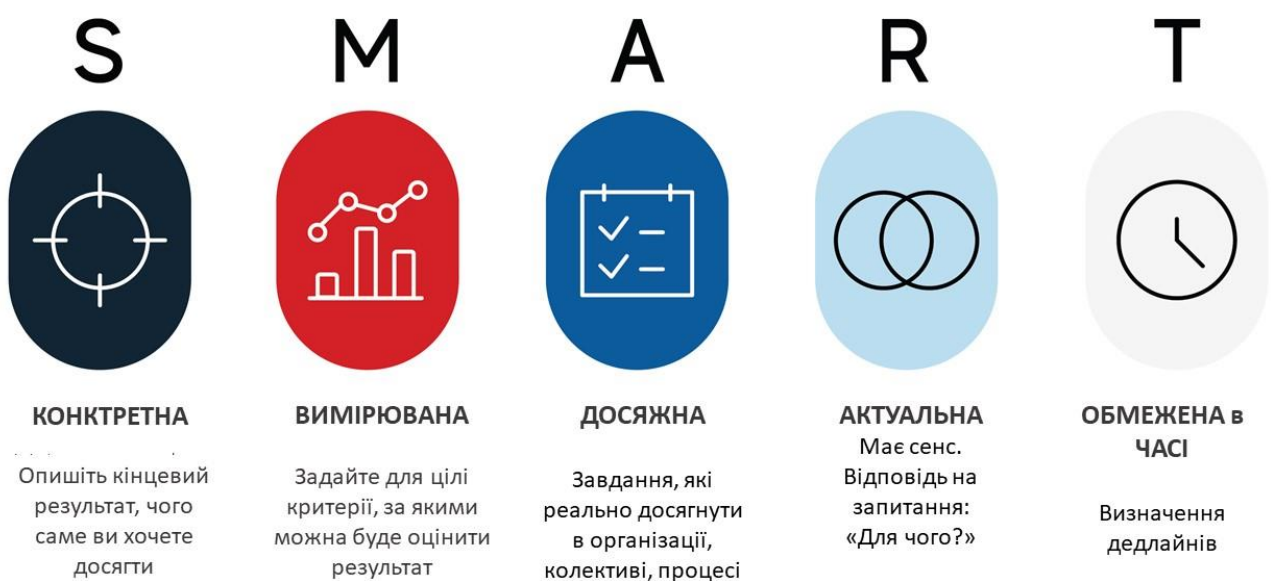 S M A R T
КОНКТРЕТНА
Опишіть кінцевий
результат, чого
саме ви хочете
досягти
ВИМІРЮВАНА
Задайте для цілі
критерії, за якими
можна буде оцінити
результат
ДОСЯЖНА
Завдання, які
реально досягнути
в організації,
колективі, процесі
АКТУАЛЬНА
Має сенс.
Відповідь на
запитання:
«Для чого?»
ОБМЕЖЕНА в
ЧАСІ
Визначення
дедлайнів